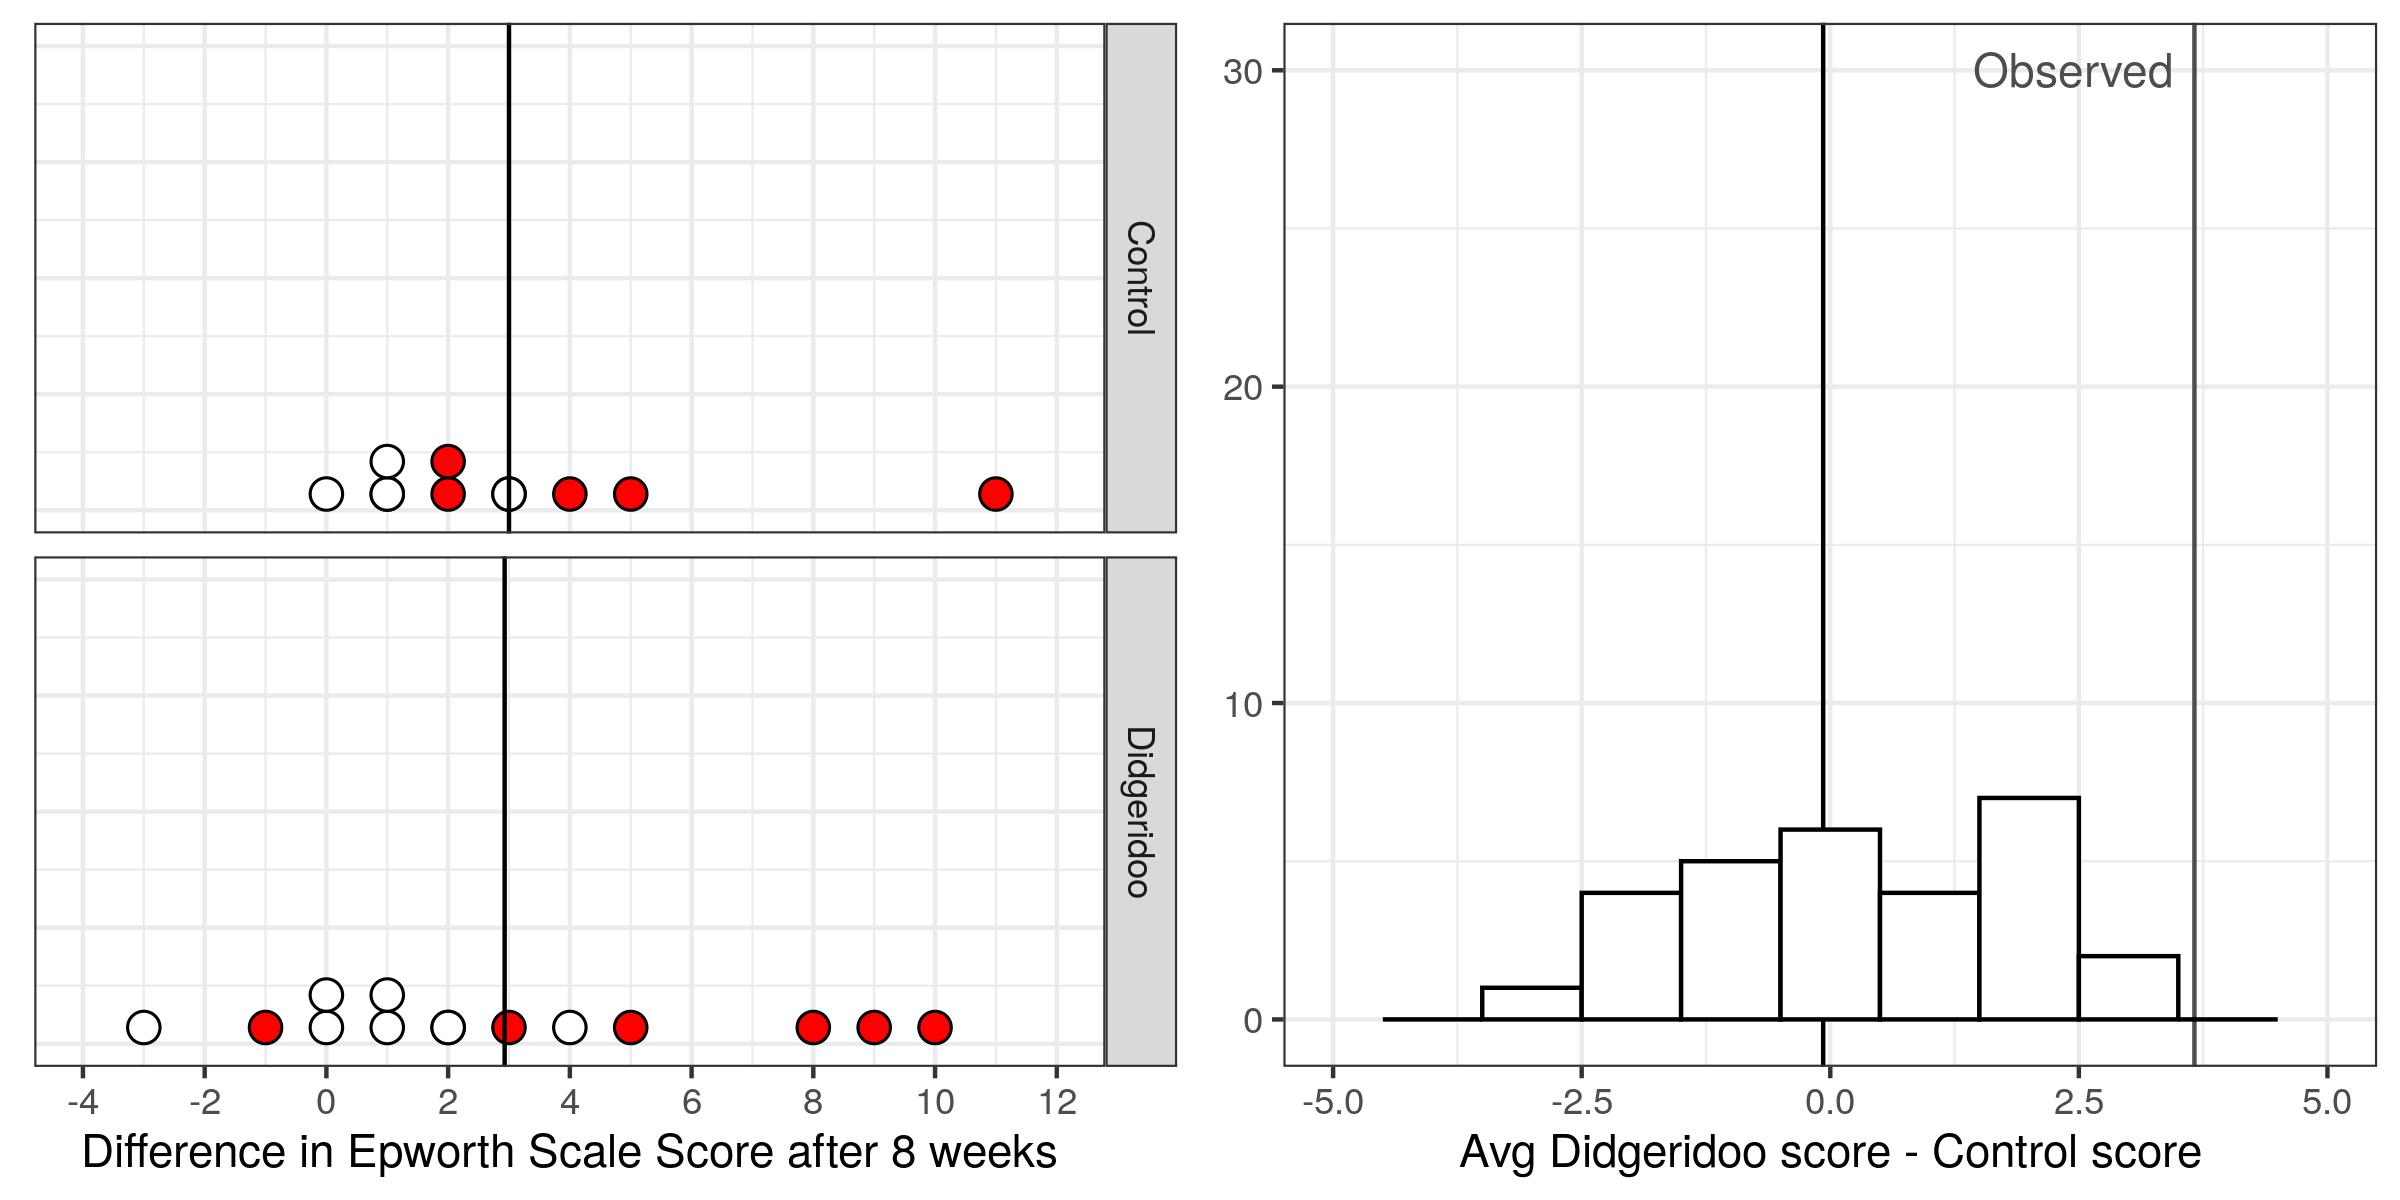 Control
Didgeridoo
-4 -2 0 2 4 6 8 10 12
Difference in Epworth Scale Score after 8 weeks
Observed
30
20
10
0
-5.0 -2.5 0.0 2.5 5.0
Avg Didgeridoo score - Control score